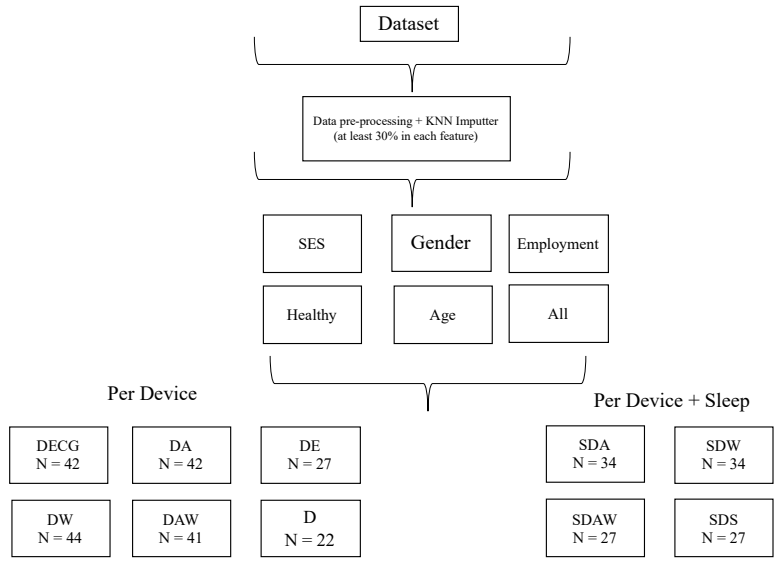 Dataset
Data pre-processing + KNN Imputter
(at least 30% in each feature)
SES
Gender
Employment
Healthy
Age
All
Per Device
Per Device + Sleep
DECG
N = 42
DA
N = 42
DE
N = 27
SDA
N = 34
SDW
N = 34
DW
N = 44
DAW
N = 41
D
N = 22
SDAW
N = 27
SDS
N = 27